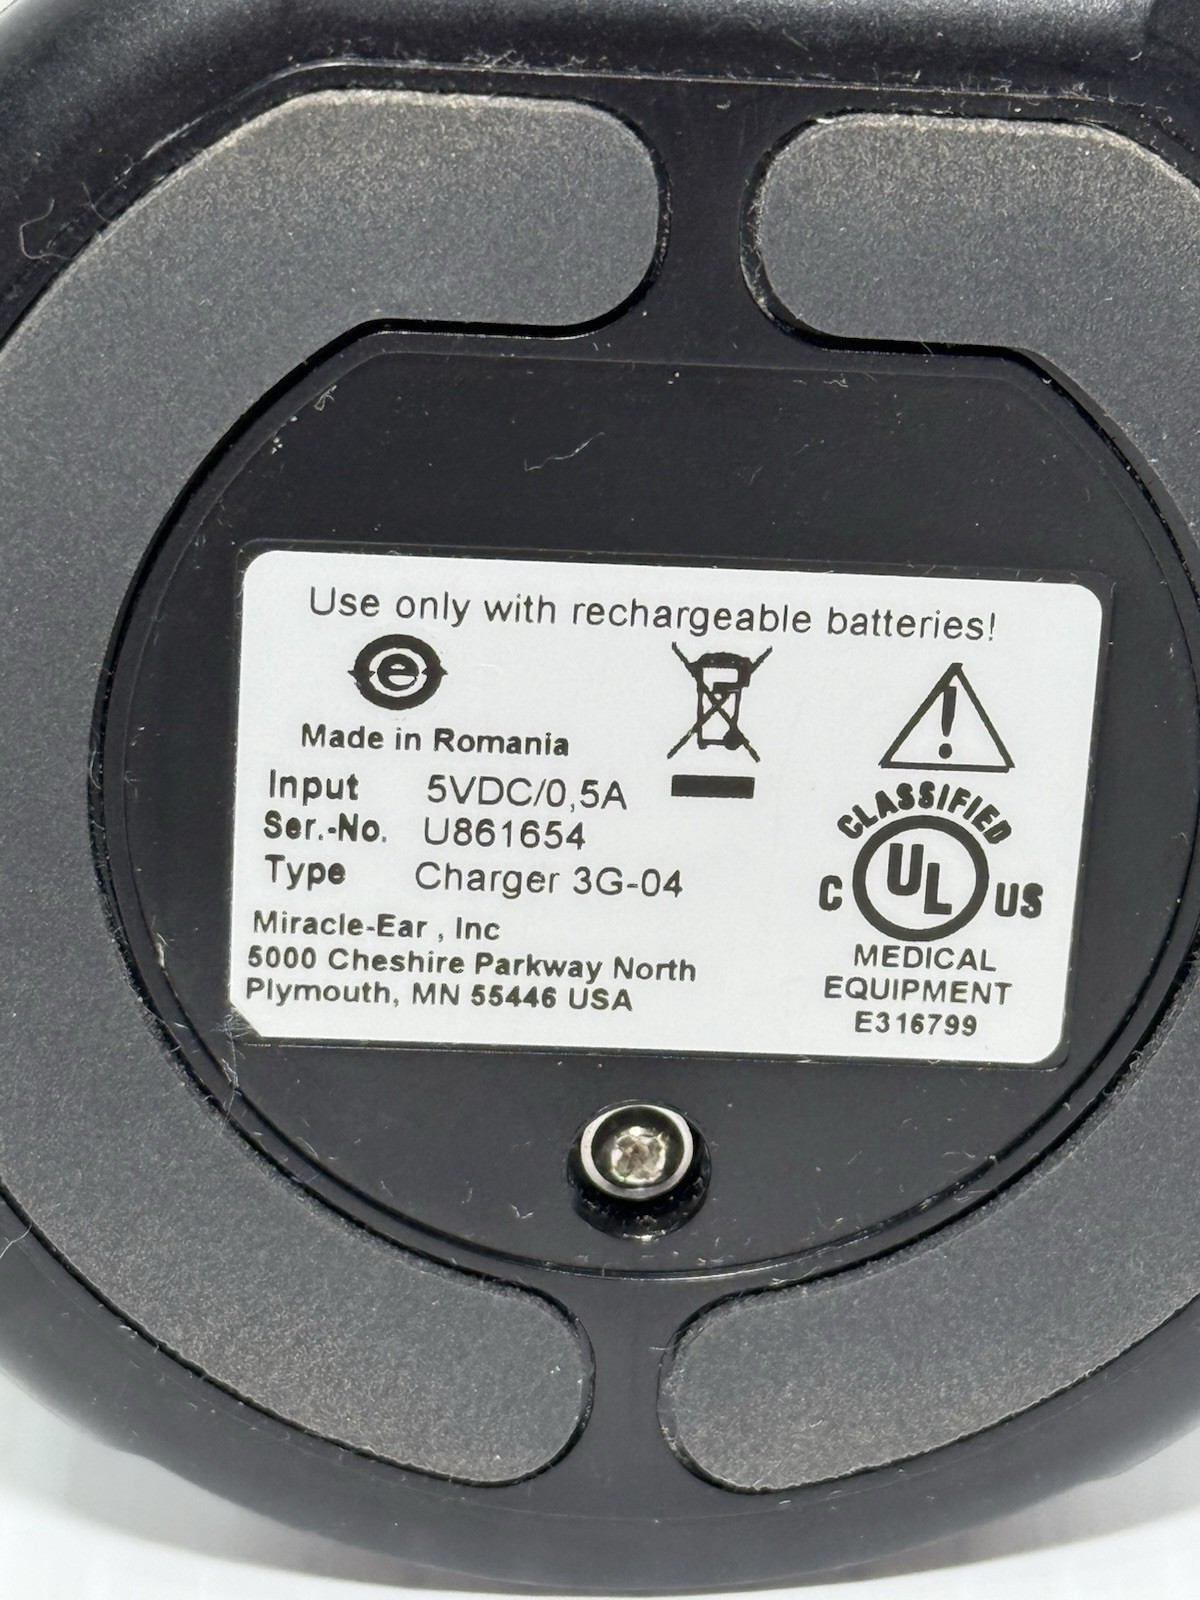 Use only with rechargeable batteries!
e
Made in Romania
Input 5VDC/0,5A
Ser.-No. U861654
Type Charger 3G-04
Miracle-Ear , Inc
5000 Cheshire Parkway North
Plymouth, MN 55446 USA
CLASSIFIED
C UL US
MEDICAL
EQUIPMENT
E316799